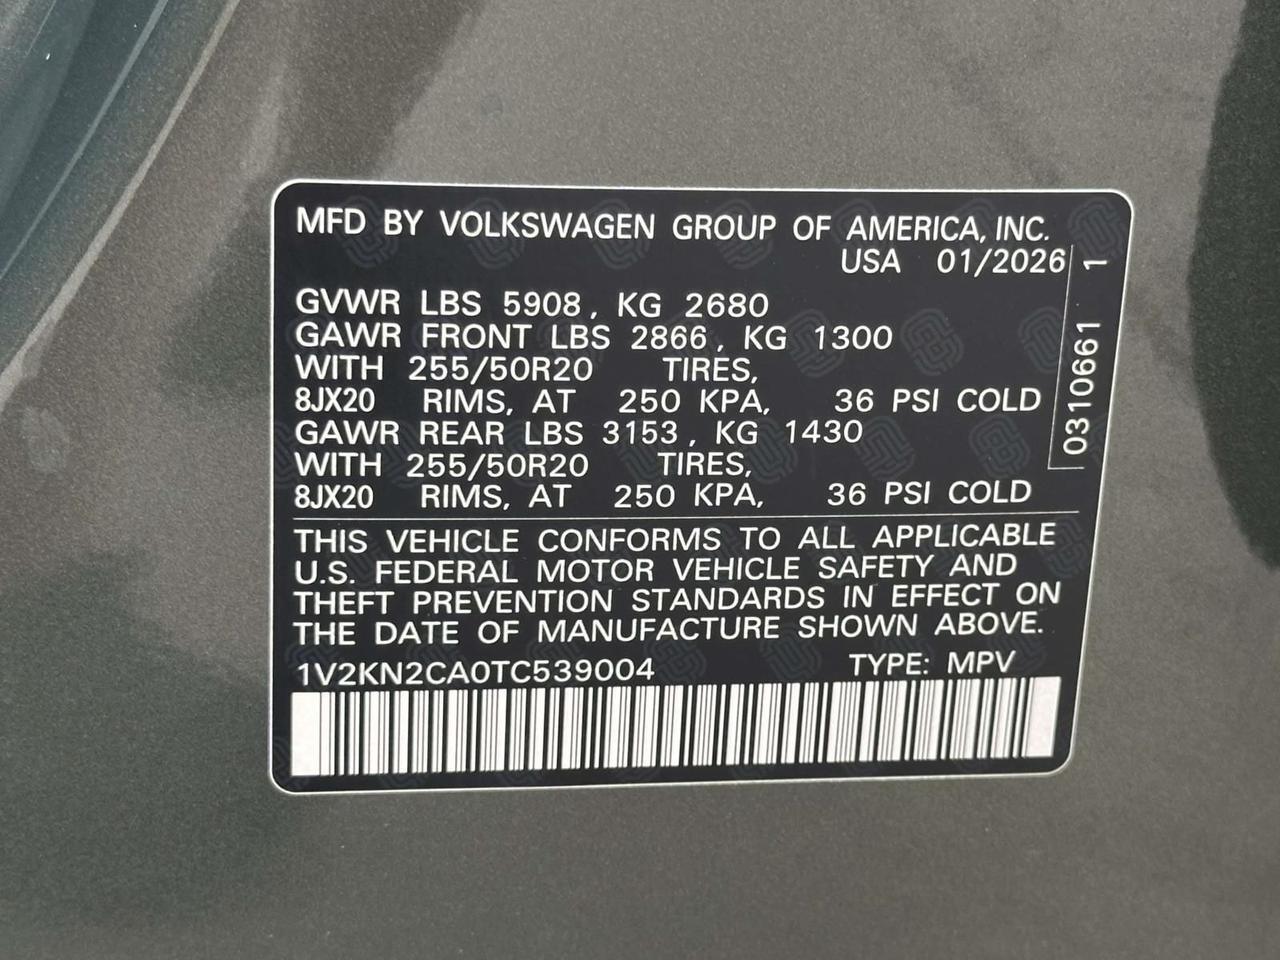 MFD BY VOLKSWAGEN GROUP OF AMERICA, INC.
USA 01/2026
GVWR LBS 5908, KG 2680
GAWR FRONT LBS 2866, KG 1300
WITH 255/50R20 TIRES,
8JX20 RIMS, AT 250 KPA, 36 PSI COLD
GAWR REAR LBS 3153, KG 1430
WITH 255/50R20 TIRES,
8JX20 RIMS, AT 250 KPA, 36 PSI COLD
0310661 1
THIS VEHICLE CONFORMS TO ALL APPLICABLE
U.S. FEDERAL MOTOR VEHICLE SAFETY AND
THEFT PREVENTION STANDARDS IN EFFECT ON
THE DATE OF MANUFACTURE SHOWN ABOVE.
1V2KN2CA0TC539004 TYPE: MPV